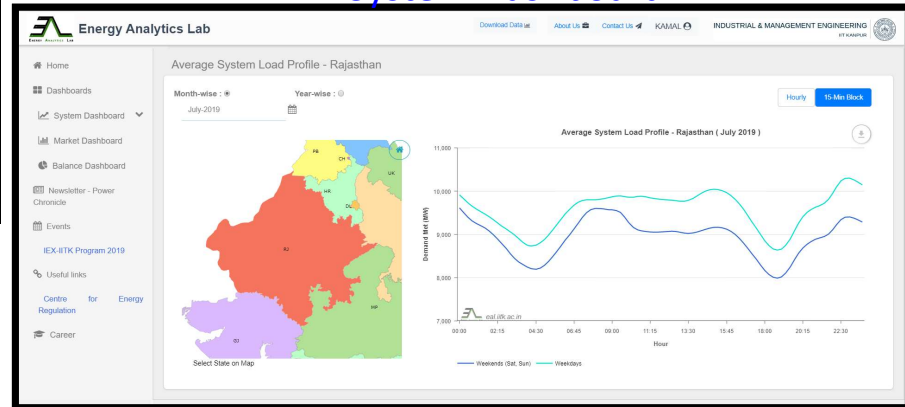 Energy Analytics Lab
Download Data
About Us
Contact Us
KAMAL
INDUSTRIAL & MANAGEMENT ENGINEERING
IIT KANPUR
Home
Dashboards
System Dashboard
Market Dashboard
Balance Dashboard
Newsletter - Power
Chronicle
Events
IEX-IITK Program 2019
Useful links
Centre for Energy
Regulation
Career
Average System Load Profile - Rajasthan
Month-wise :
Year-wise :
July-2019
Hourly
15-Min Block
PB
CH
UK
HR
DL
RJ
MP
GJ
Select State on Map
Average System Load Profile - Rajasthan ( July 2019 )
Demand Met (MW)
11,000
10,000
9,000
8,000
7,000
eal.iitk.ac.in
00:00 02:15 04:30 06:45 09:00 11:15 13:30 15:45 18:00 20:15 22:30
Hour
Weekends (Sat, Sun) Weekdays